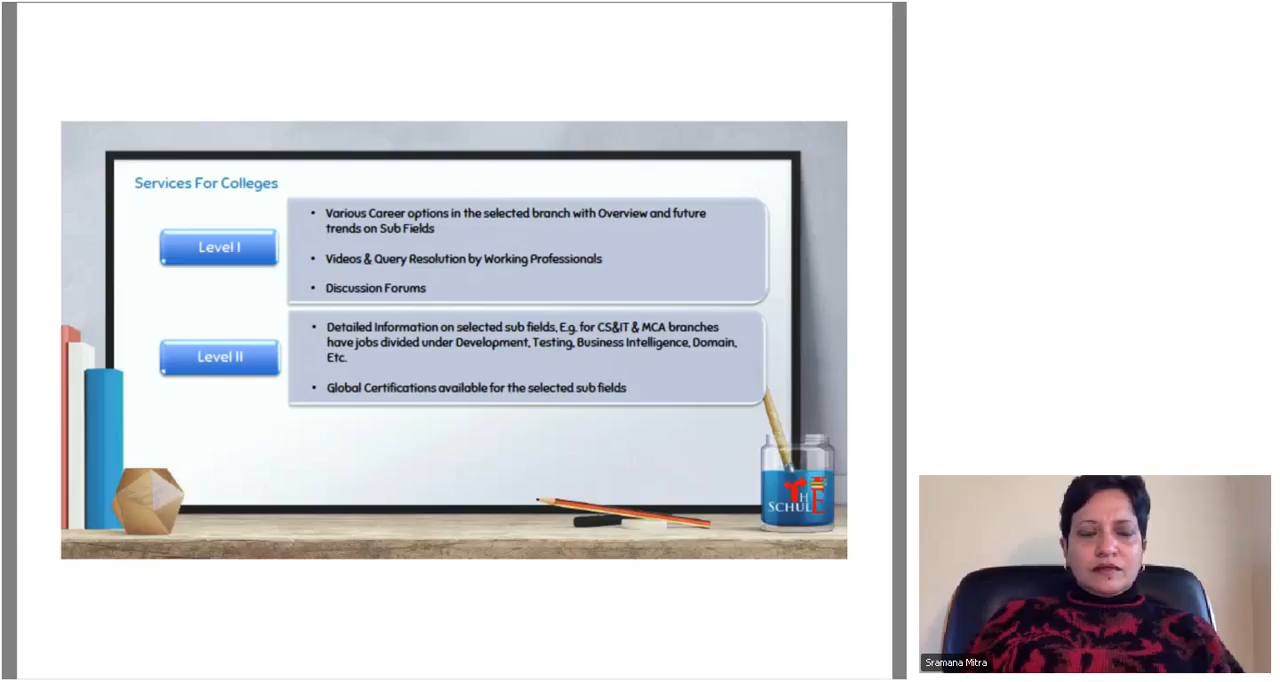 Services For Colleges
Level I
• Various Career options in the selected branch with Overview and future
trends on Sub Fields
• Videos & Query Resolution by Working Professionals
• Discussion Forums
Level II
• Detailed Information on selected sub fields, E.g. for CS&IT & MCA branches
have jobs divided under Development, Testing, Business Intelligence, Domain,
Etc.
• Global Certifications available for the selected sub fields
THE
SCHULE
Sramana Mitra